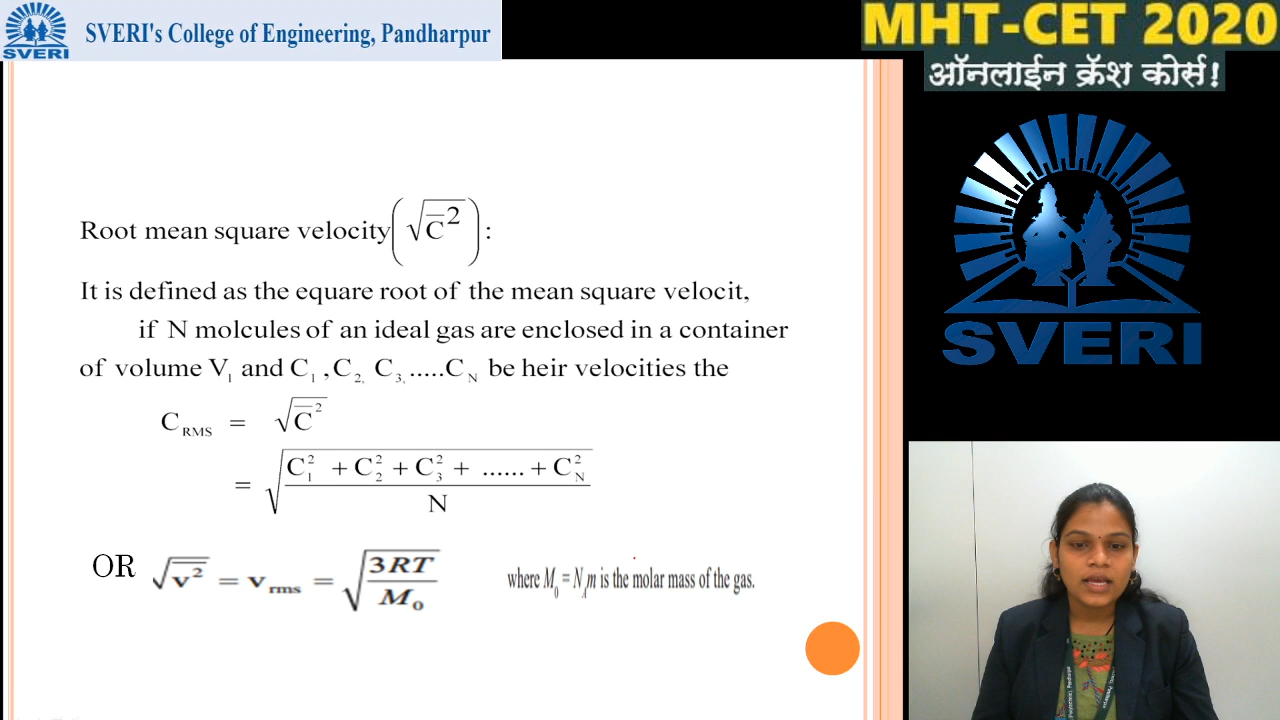 SVERI
SVERI's College of Engineering, Pandharpur
MHT-CET 2020
ऑनलाईन क्रॅश कोर्स!
SVERI
Root mean square velocity (√C̅²) :
It is defined as the equare root of the mean square velocit,
if N molcules of an ideal gas are enclosed in a container
of volume V₁ and C₁ , C₂, C₃, .....C_N be heir velocities the
C_RMS = √C̅²
= √((C₁² + C₂² + C₃² + ...... + C_N²) / N)
OR √v̅² = v_rms = √(3RT / M₀) where M₀ = N_A m is the molar mass of the gas.